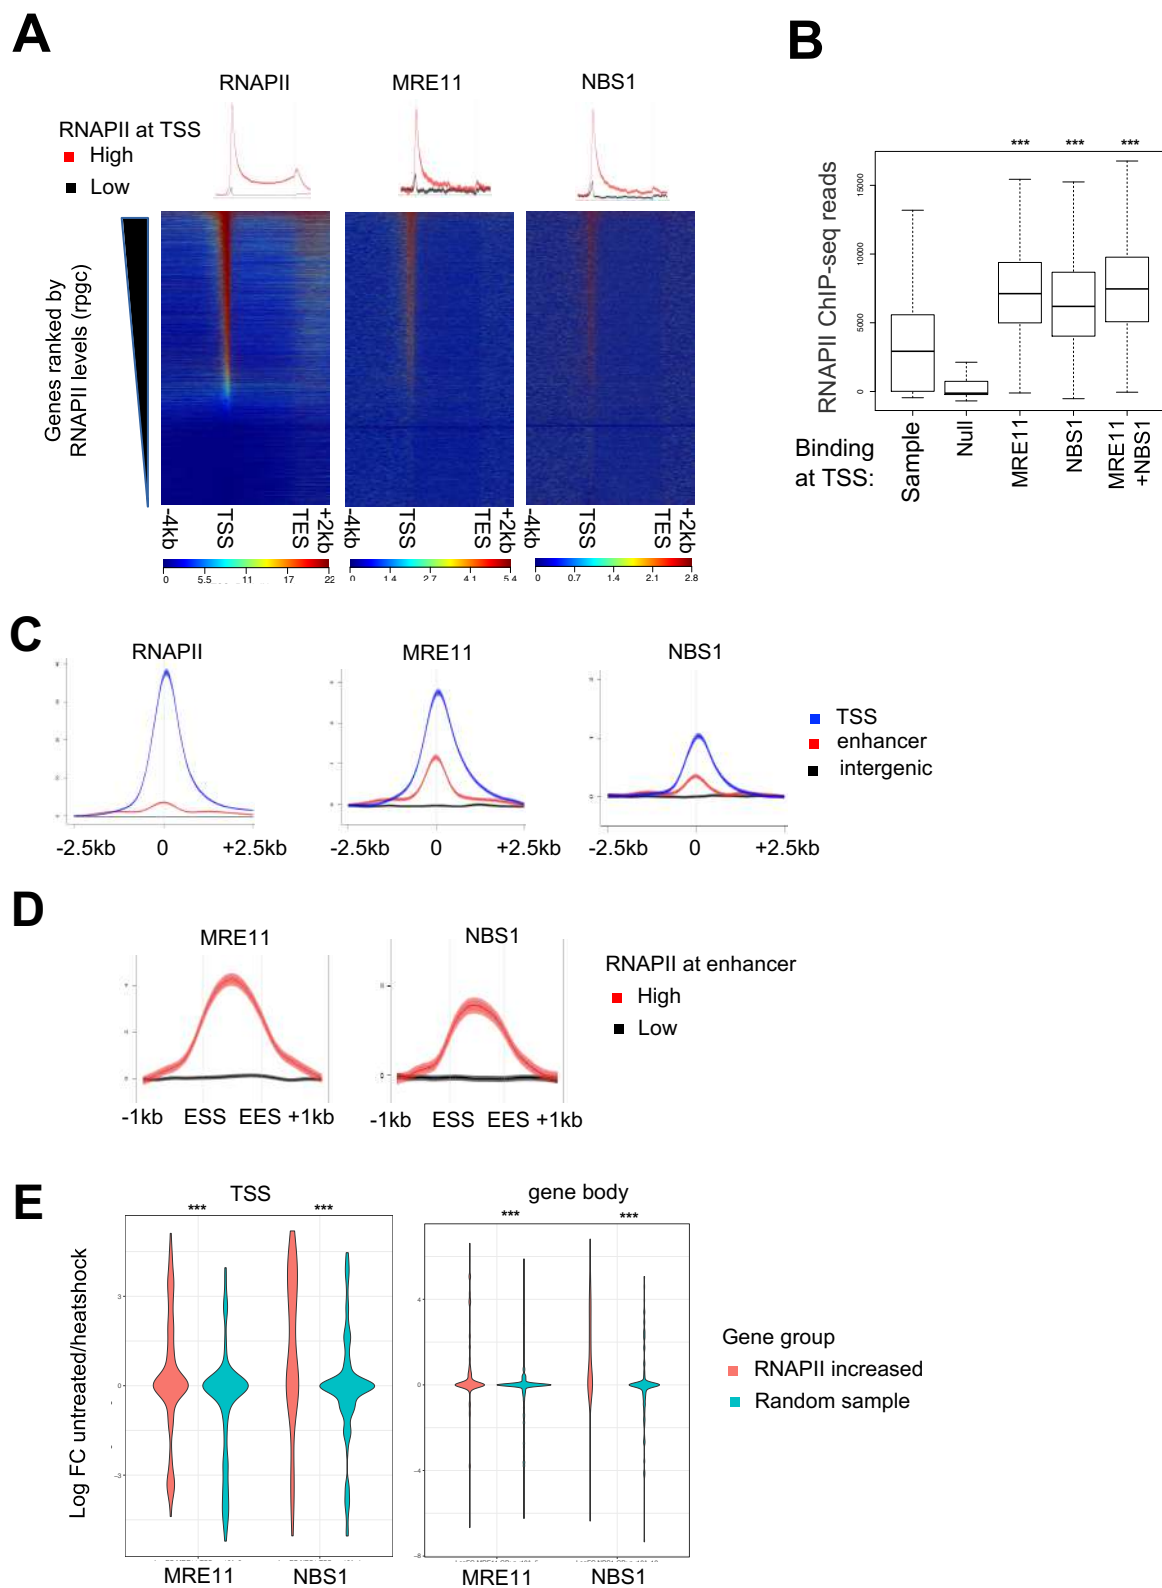 A
B
RNAPII
MRE11
NBS1
RNAPII at TSS
High
Low
Genes ranked by
RNAPII levels (rpgc)
-4kb
TSS
TES
+2kb
-4kb
TSS
TES
+2kb
-4kb
TSS
TES
+2kb
0 5.5 11 17 22
0 1.4 2.7 4.1 5.4
0 0.7 1.4 2.1 2.8
*** *** ***
RNAPII ChIP-seq reads
15000
10000
5000
0
Binding
at TSS:
Sample
Null
MRE11
NBS1
MRE11
+NBS1
C
RNAPII
MRE11
NBS1
-2.5kb 0 +2.5kb
-2.5kb 0 +2.5kb
-2.5kb 0 +2.5kb
TSS
enhancer
intergenic
D
MRE11
NBS1
-1kb ESS EES +1kb
-1kb ESS EES +1kb
RNAPII at enhancer
High
Low
E
TSS
gene body
*** ***
*** ***
Log FC untreated/heatshock
3
0
-3
4
0
-4
-8
MRE11 NBS1
MRE11 NBS1
Gene group
RNAPII increased
Random sample